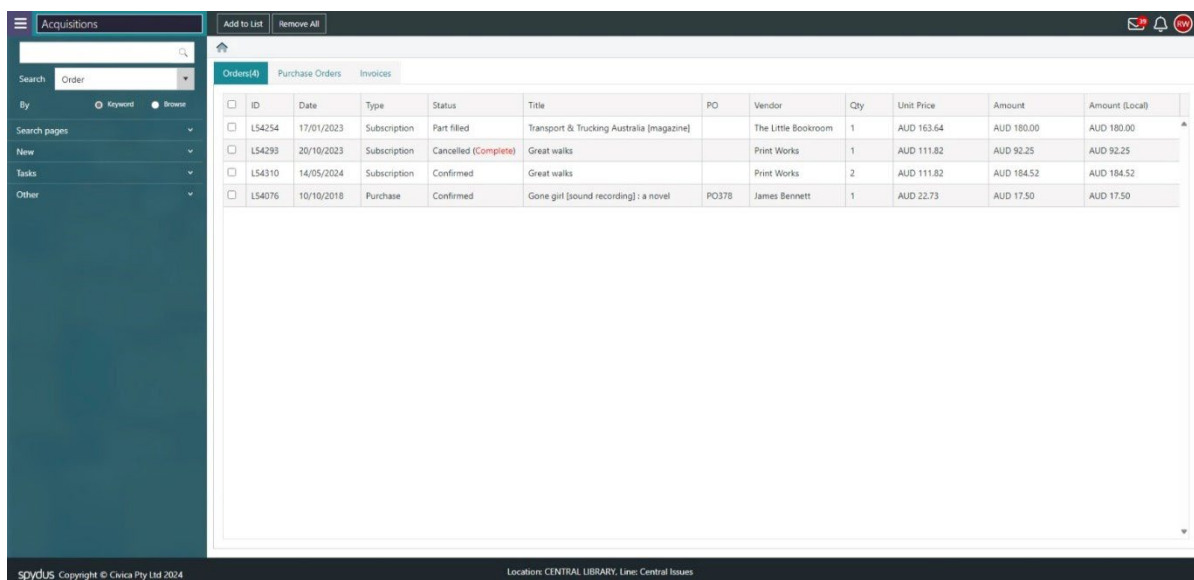 Acquisitions
Add to List
Remove All
39
RW
Search Order
By Keyword Browse
Search pages
New
Tasks
Other
Orders(4) Purchase Orders Invoices
ID Date Type Status Title PO Vendor Qty Unit Price Amount Amount (Local)
L54254 17/01/2023 Subscription Part filled Transport & Trucking Australia [magazine] The Little Bookroom 1 AUD 163.64 AUD 180.00 AUD 180.00
L54293 20/10/2023 Subscription Cancelled (Complete) Great walks Print Works 1 AUD 111.82 AUD 92.25 AUD 92.25
L54310 14/05/2024 Subscription Confirmed Great walks Print Works 2 AUD 111.82 AUD 184.52 AUD 184.52
L54076 10/10/2018 Purchase Confirmed Gone girl [sound recording] : a novel PO378 James Bennett 1 AUD 22.73 AUD 17.50 AUD 17.50
spydus Copyright © Civica Pty Ltd 2024
Location: CENTRAL LIBRARY, Line: Central Issues